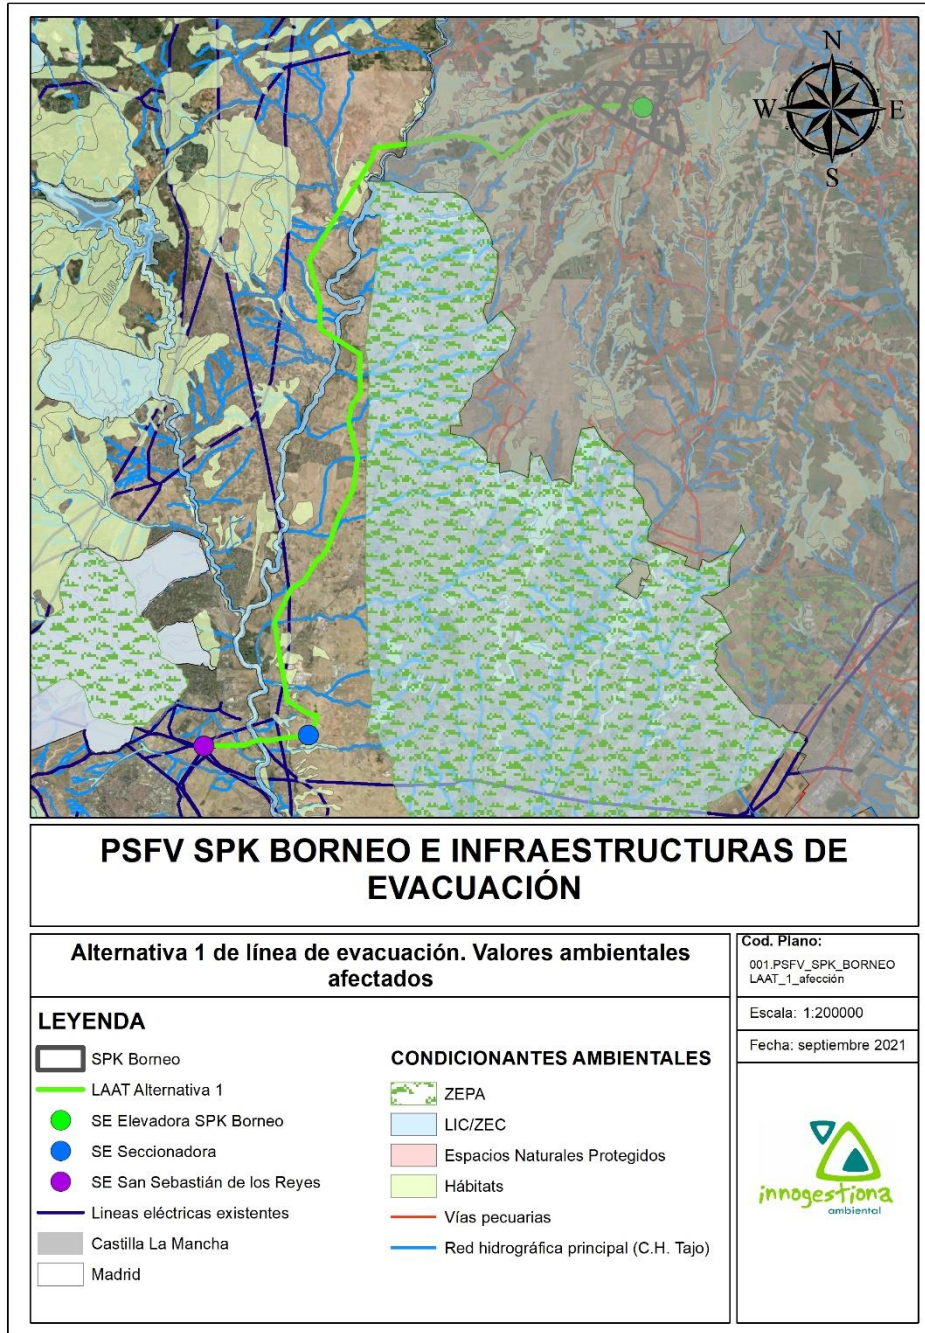 N
W
E
S
PSFV SPK BORNEO E INFRAESTRUCTURAS DE
EVACUACIÓN
Alternativa 1 de línea de evacuación. Valores ambientales
afectados
Cod. Plano:
001.PSFV_SPK_BORNEO
LAAT_1_afección
Escala: 1:200000
Fecha: septiembre 2021
LEYENDA
SPK Borneo
LAAT Alternativa 1
SE Elevadora SPK Borneo
SE Seccionadora
SE San Sebastián de los Reyes
Lineas eléctricas existentes
Castilla La Mancha
Madrid
CONDICIONANTES AMBIENTALES
ZEPA
LIC/ZEC
Espacios Naturales Protegidos
Hábitats
Vías pecuarias
Red hidrográfica principal (C.H. Tajo)
innogestiona
ambiental